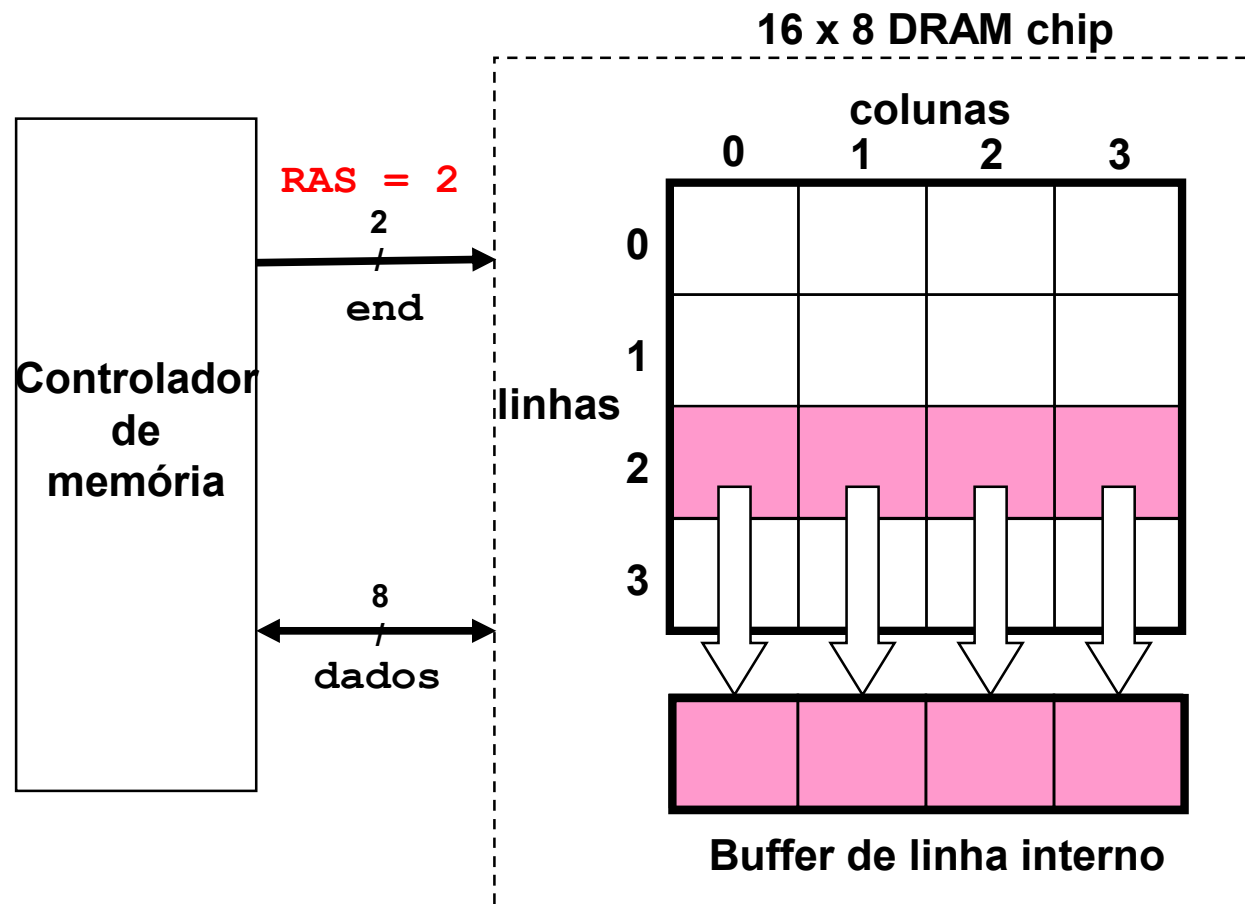 16 x 8 DRAM chip
colunas
0 1 2 3
RAS = 2
2
/
end
0
1
Controlador
de
memória
linhas
2
3
8
/
dados
Buffer de linha interno